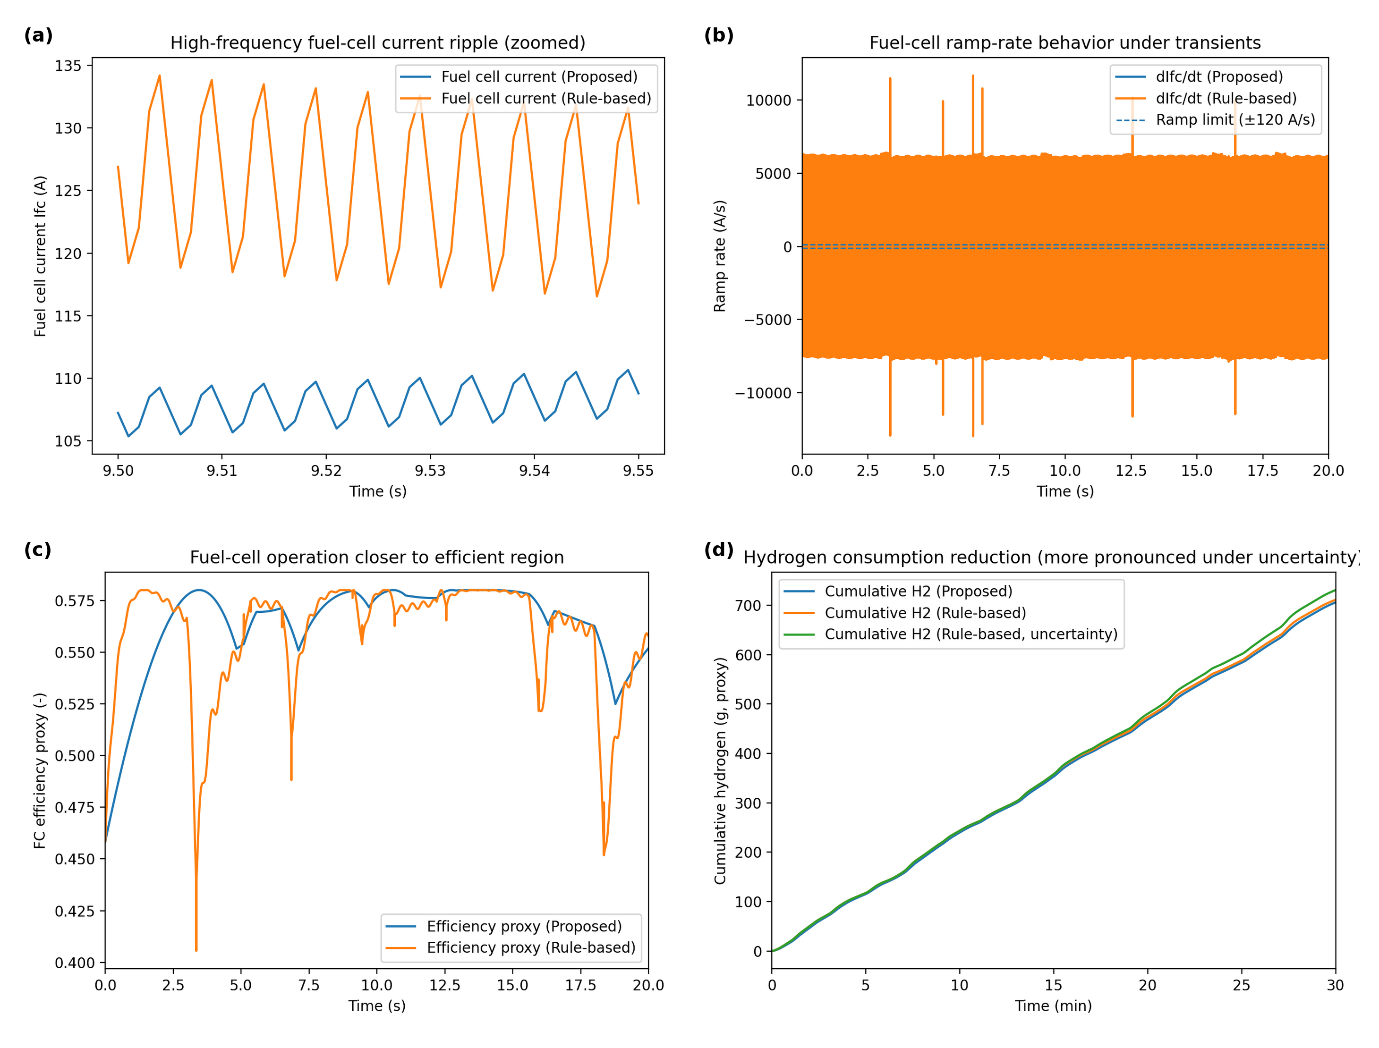 (a)
High-frequency fuel-cell current ripple (zoomed)
Fuel cell current (Proposed)
Fuel cell current (Rule-based)
Fuel cell current Ifc (A)
135
130
125
120
115
110
105
9.50 9.51 9.52 9.53 9.54 9.55
Time (s)
(b)
Fuel-cell ramp-rate behavior under transients
dIfc/dt (Proposed)
dIfc/dt (Rule-based)
Ramp limit (±120 A/s)
Ramp rate (A/s)
10000
5000
0
−5000
−10000
0.0 2.5 5.0 7.5 10.0 12.5 15.0 17.5 20.0
Time (s)
(c)
Fuel-cell operation closer to efficient region
FC efficiency proxy (-)
0.575
0.550
0.525
0.500
0.475
0.450
0.425
0.400
Efficiency proxy (Proposed)
Efficiency proxy (Rule-based)
0.0 2.5 5.0 7.5 10.0 12.5 15.0 17.5 20.0
Time (s)
(d)
Hydrogen consumption reduction (more pronounced under uncertainty)
Cumulative H2 (Proposed)
Cumulative H2 (Rule-based)
Cumulative H2 (Rule-based, uncertainty)
Cumulative hydrogen (g, proxy)
700
600
500
400
300
200
100
0
0 5 10 15 20 25 30
Time (min)